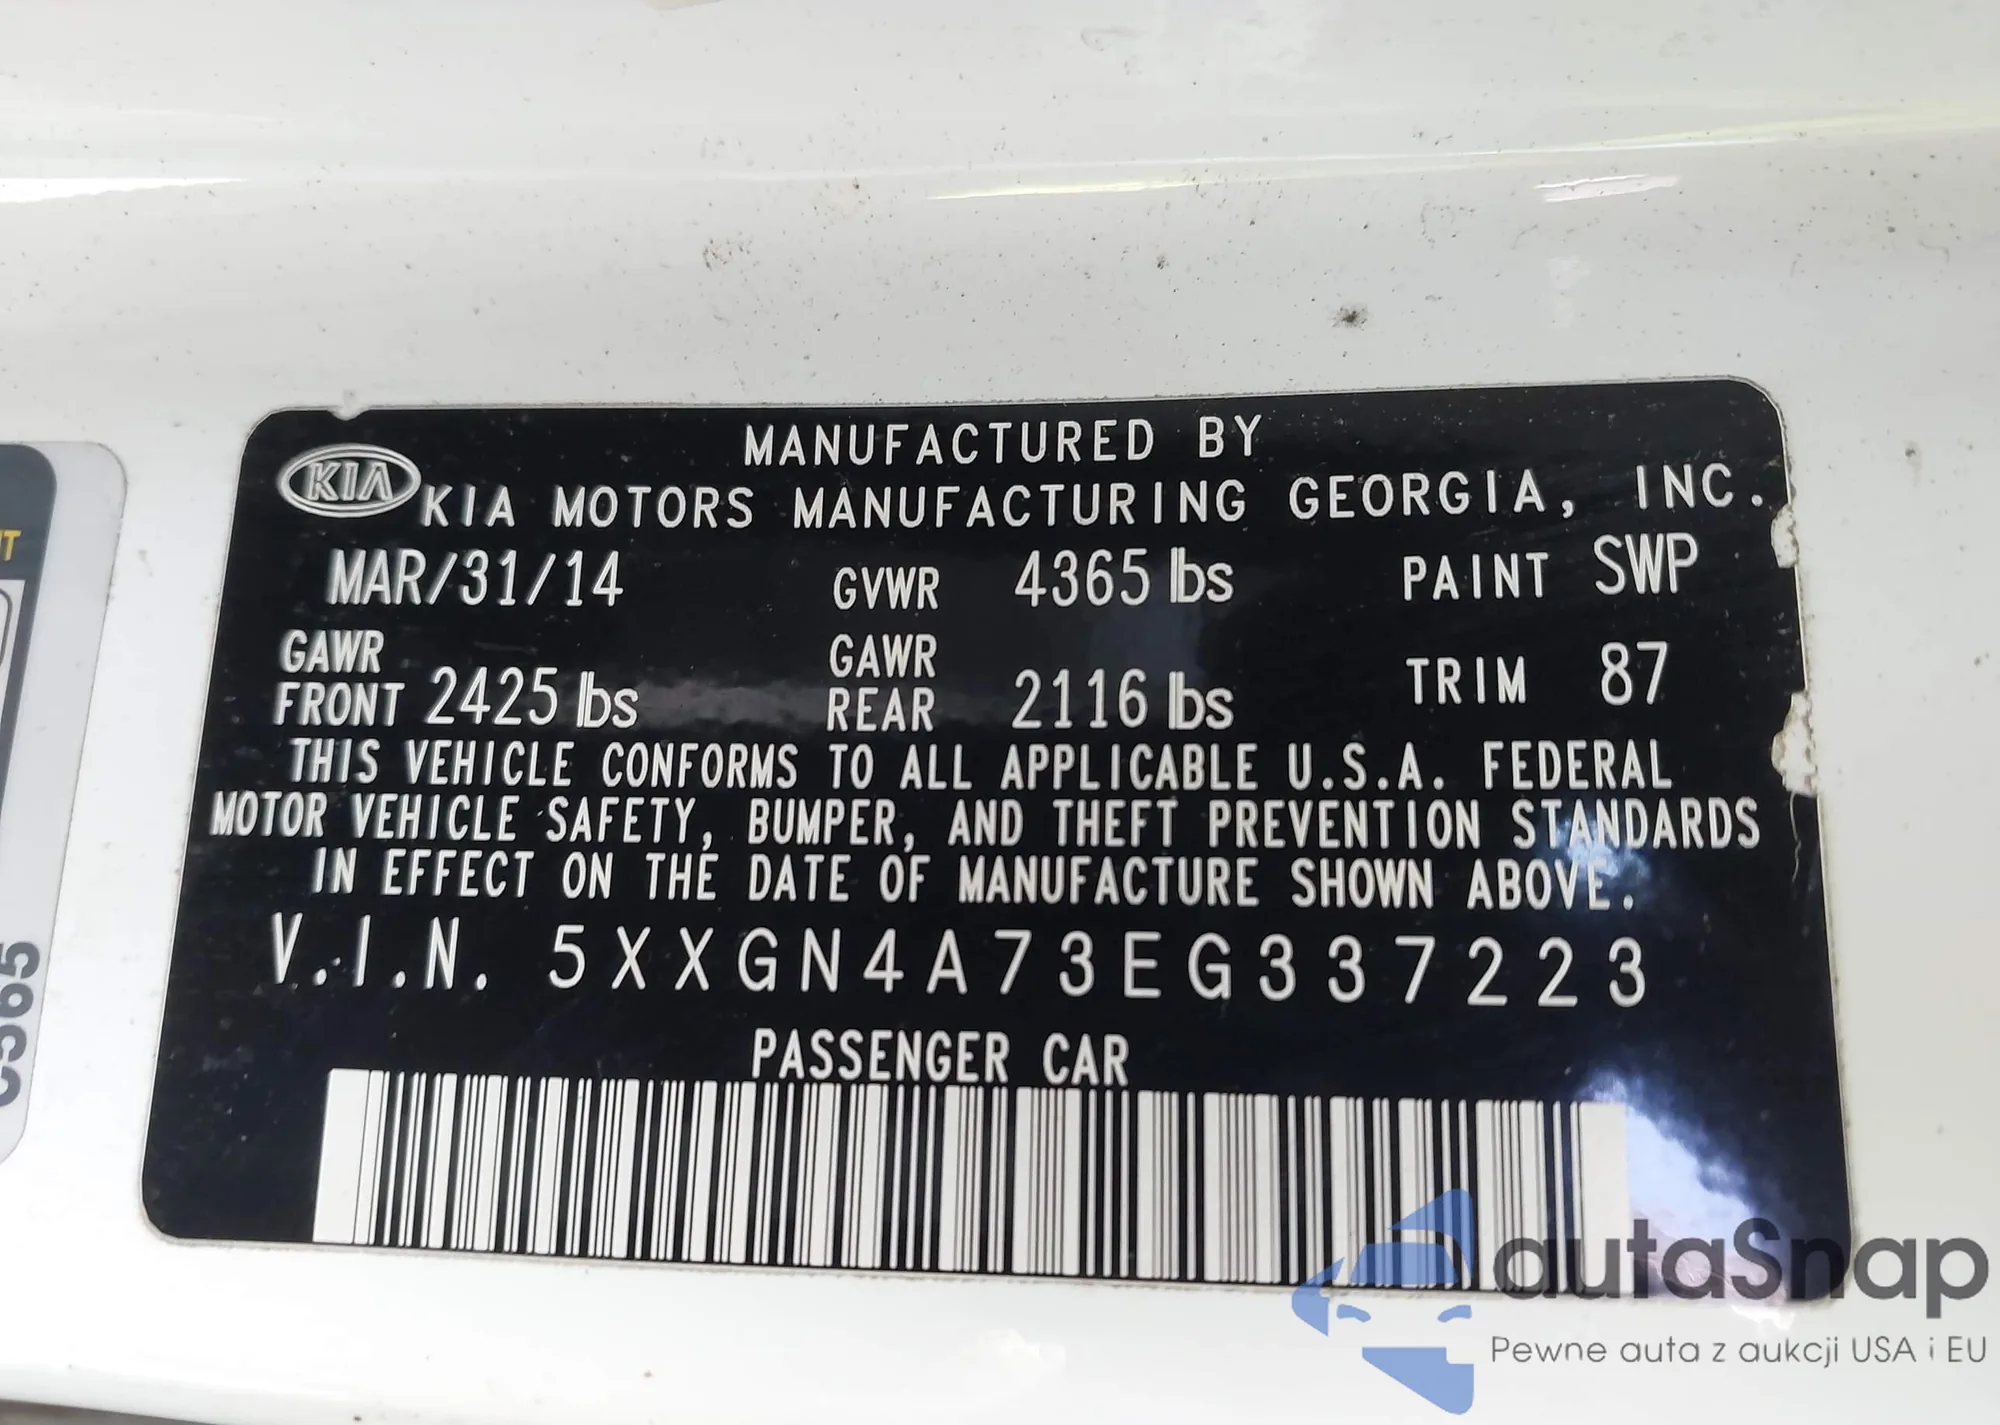 MANUFACTURED BY
KIA KIA MOTORS MANUFACTURING GEORGIA, INC.
MAR/31/14 GVWR 4365 lbs PAINT SWP
GAWR FRONT 2425 lbs GAWR REAR 2116 lbs TRIM 87
THIS VEHICLE CONFORMS TO ALL APPLICABLE U.S.A. FEDERAL
MOTOR VEHICLE SAFETY, BUMPER, AND THEFT PREVENTION STANDARDS
IN EFFECT ON THE DATE OF MANUFACTURE SHOWN ABOVE.
V.I.N. 5XXGN4A73EG337223
PASSENGER CAR
autaSnap
Pewne auta z aukcji USA i EU